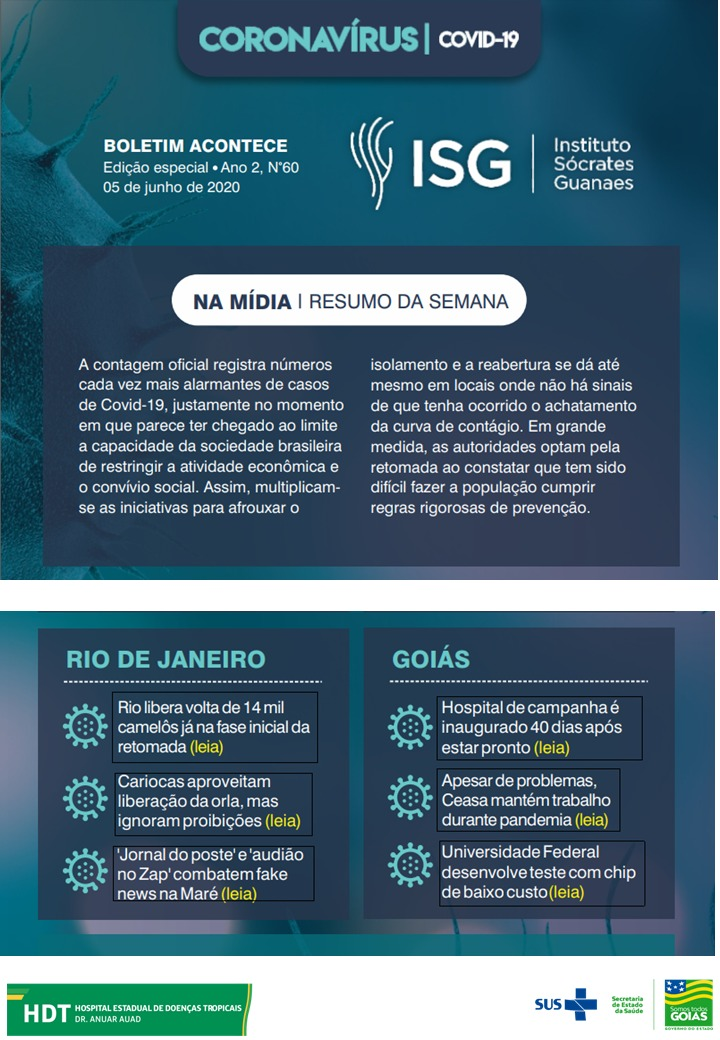 CORONAVÍRUS | COVID-19
BOLETIM ACONTECE
Edição especial • Ano 2, N°60
05 de junho de 2020
ISG
Instituto
Sócrates
Guanaes
NA MÍDIA | RESUMO DA SEMANA
A contagem oficial registra números
cada vez mais alarmantes de casos
de Covid-19, justamente no momento
em que parece ter chegado ao limite
a capacidade da sociedade brasileira
de restringir a atividade econômica e
o convívio social. Assim, multiplicam-
se as iniciativas para afrouxar o
isolamento e a reabertura se dá até
mesmo em locais onde não há sinais
de que tenha ocorrido o achatamento
da curva de contágio. Em grande
medida, as autoridades optam pela
retomada ao constatar que tem sido
difícil fazer a população cumprir
regras rigorosas de prevenção.
RIO DE JANEIRO
Rio libera volta de 14 mil
camelôs já na fase inicial da
retomada (leia)
Cariocas aproveitam
liberação da orla, mas
ignoram proibições (leia)
'Jornal do poste' e 'audião
no Zap' combatem fake
news na Maré (leia)
GOIÁS
Hospital de campanha é
inaugurado 40 dias após
estar pronto (leia)
Apesar de problemas,
Ceasa mantém trabalho
durante pandemia (leia)
Universidade Federal
desenvolve teste com chip
de baixo custo(leia)
HDT HOSPITAL ESTADUAL DE DOENÇAS TROPICAIS
DR. ANUAR AUAD
SUS
Secretaria
de Estado
da Saúde
Somos todos
GOIÁS
GOVERNO DO ESTADO